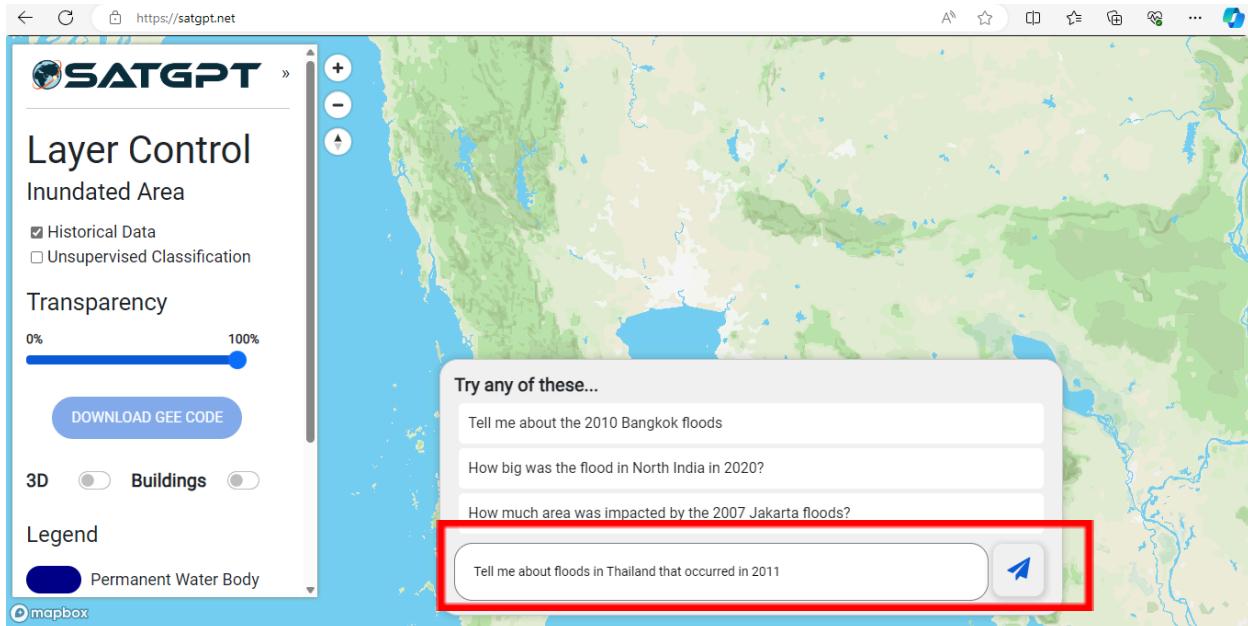 https://satgpt.net
SATGPT »
Layer Control
Inundated Area
Historical Data
Unsupervised Classification
Transparency
0% 100%
DOWNLOAD GEE CODE
3D Buildings
Legend
Permanent Water Body
mapbox
Try any of these...
Tell me about the 2010 Bangkok floods
How big was the flood in North India in 2020?
How much area was impacted by the 2007 Jakarta floods?
Tell me about floods in Thailand that occurred in 2011